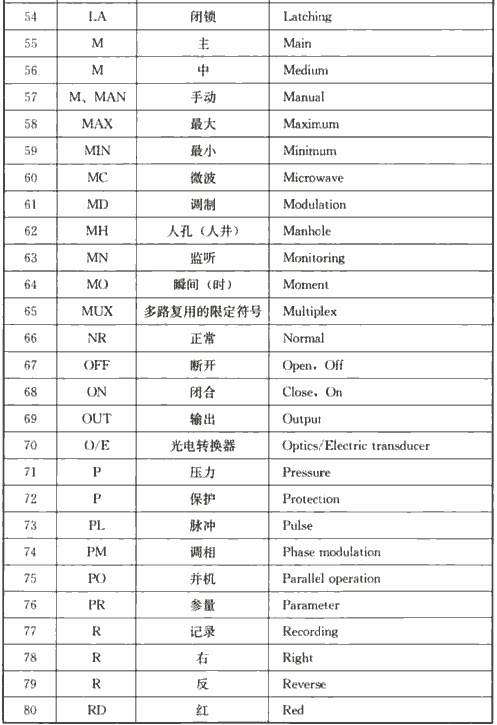 54 LA 闭锁 Latching
55 M 主 Main
56 M 中 Medium
57 M、MAN 手动 Manual
58 MAX 最大 Maximum
59 MIN 最小 Minimum
60 MC 微波 Microwave
61 MD 调制 Modulation
62 MH 人孔（人井） Manhole
63 MN 监听 Monitoring
64 MO 瞬间（时） Moment
65 MUX 多路复用的限定符号 Multiplex
66 NR 正常 Normal
67 OFF 断开 Open，Off
68 ON 闭合 Close，On
69 OUT 输出 Output
70 O/E 光电转换器 Optics/Electric transducer
71 P 压力 Pressure
72 P 保护 Protection
73 PL 脉冲 Pulse
74 PM 调相 Phase modulation
75 PO 并机 Parallel operation
76 PR 参量 Parameter
77 R 记录 Recording
78 R 右 Right
79 R 反 Reverse
80 RD 红 Red